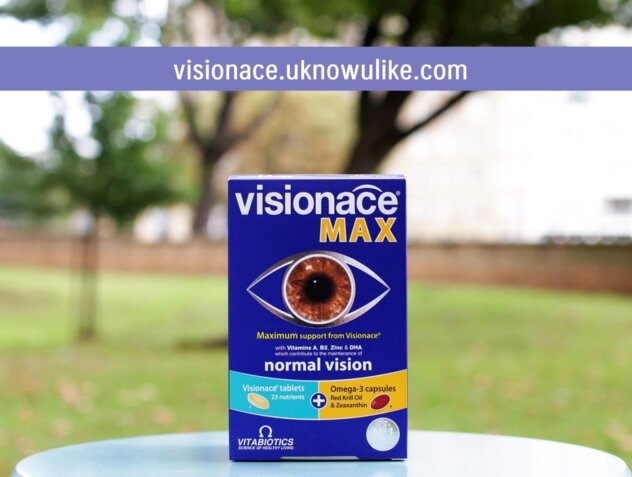 visionace.uknowulike.com
visionace®
MAX
Maximum support from Visionace®
with Vitamins A, B2, Zinc & DHA
which contribute to the maintenance of
normal vision
Visionace® tablets
23 nutrients
+
Omega-3 capsules
Red Krill Oil
& Zeaxanthin
VITABIOTICS
SCIENCE OF HEALTHY LIVING